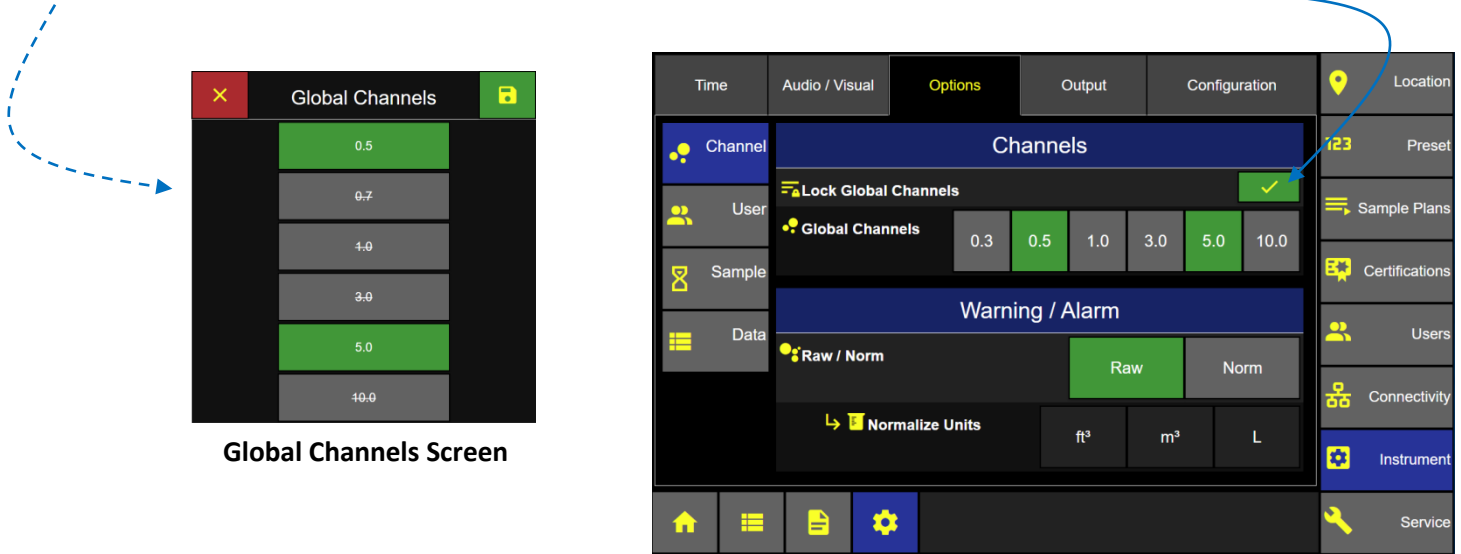 Global Channels
0.5
0.7
1.0
3.0
5.0
10.0
Global Channels Screen
Time Audio / Visual Options Output Configuration
Channel
User
Sample
Data
Channels
Lock Global Channels
Global Channels 0.3 0.5 1.0 3.0 5.0 10.0
Warning / Alarm
Raw / Norm Raw Norm
Normalize Units ft³ m³ L
Location
123 Preset
Sample Plans
Certifications
Users
Connectivity
Instrument
Service